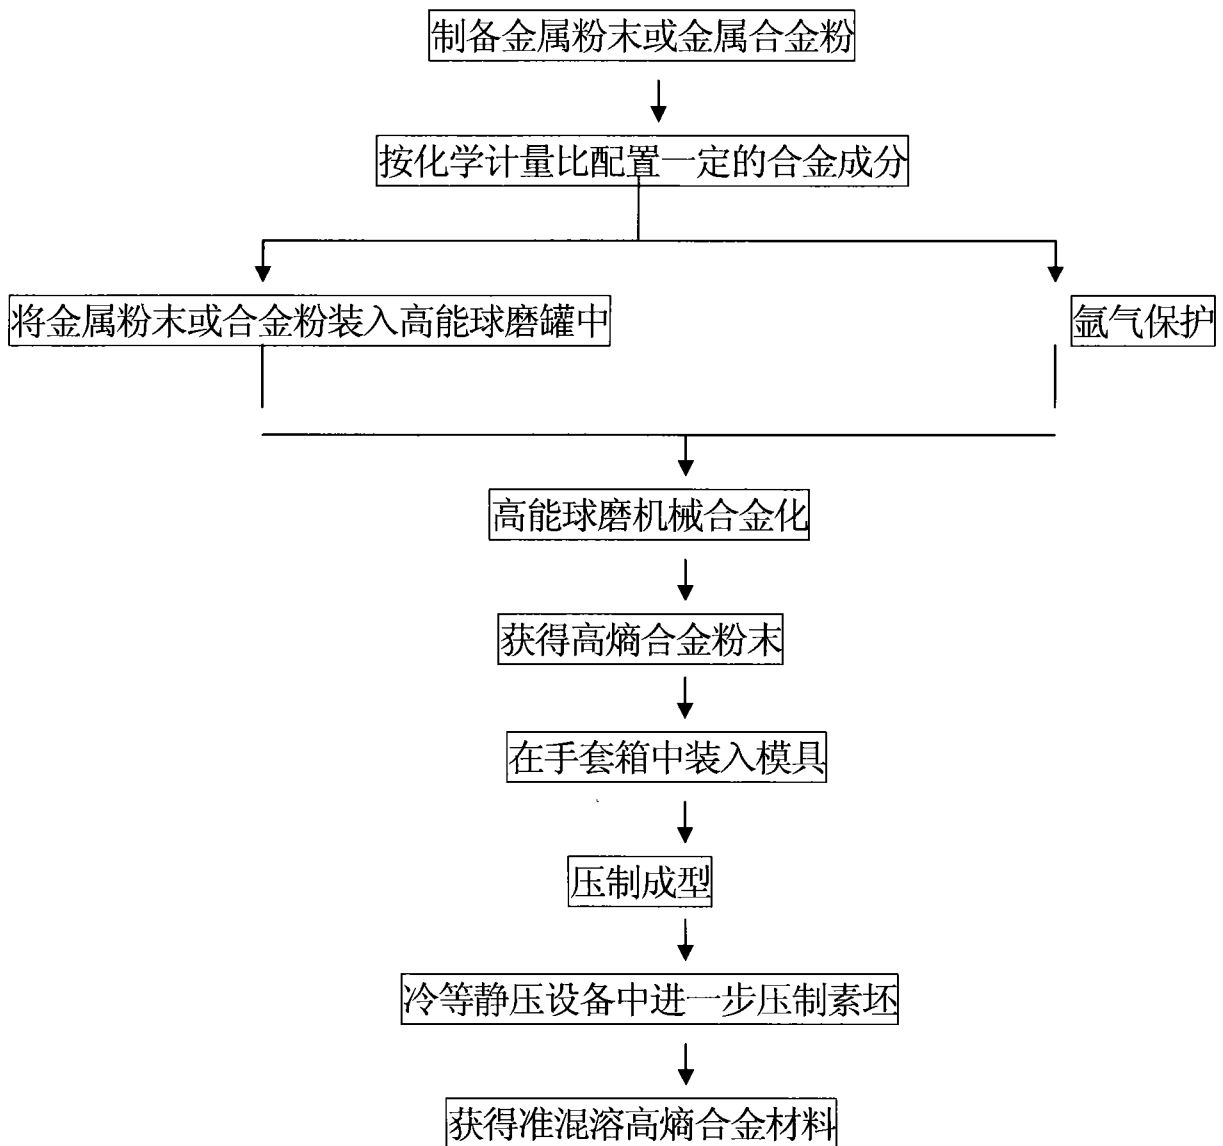 制备金属粉末或金属合金粉
按化学计量比配置一定的合金成分
将金属粉末或合金粉装入高能球磨罐中
氩气保护
高能球磨机械合金化
获得高熵合金粉末
在手套箱中装入模具
压制成型
冷等静压设备中进一步压制素坯
获得准混溶高熵合金材料